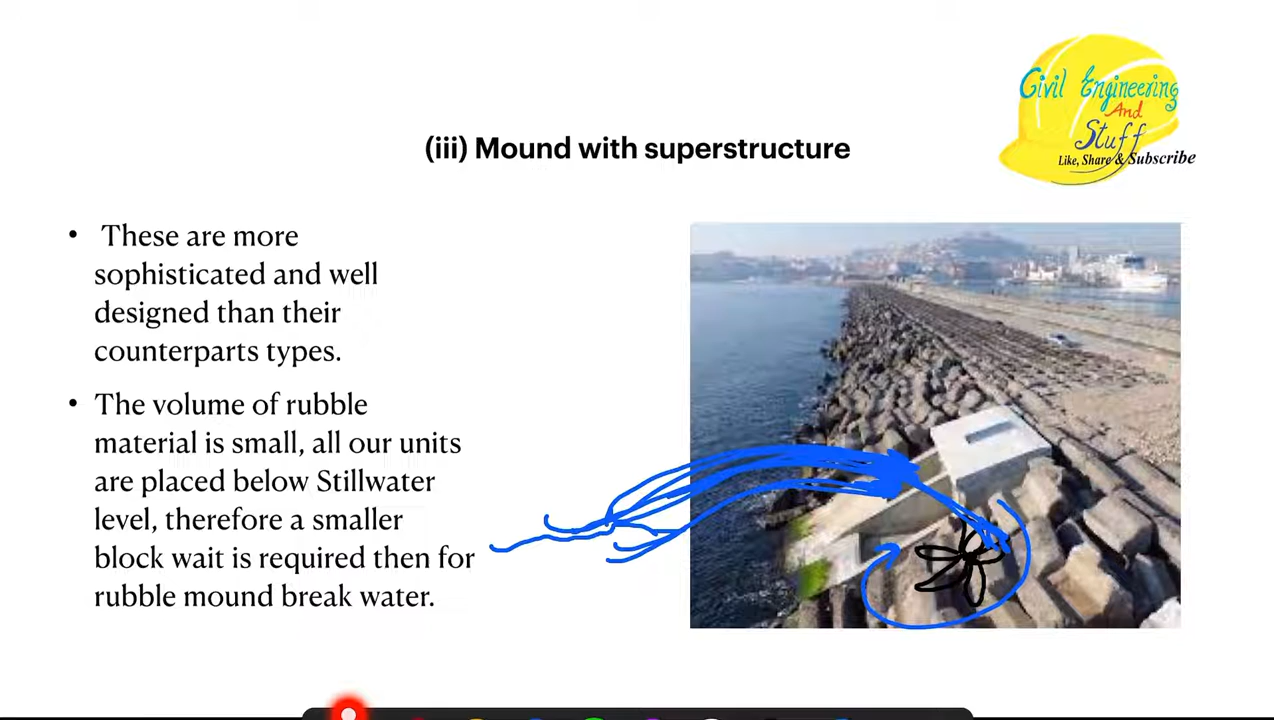 Civil Engineering
And
Stuff
Like, Share & Subscribe
(iii) Mound with superstructure
• These are more
sophisticated and well
designed than their
counterparts types.
• The volume of rubble
material is small, all our units
are placed below Stillwater
level, therefore a smaller
block wait is required then for
rubble mound break water.